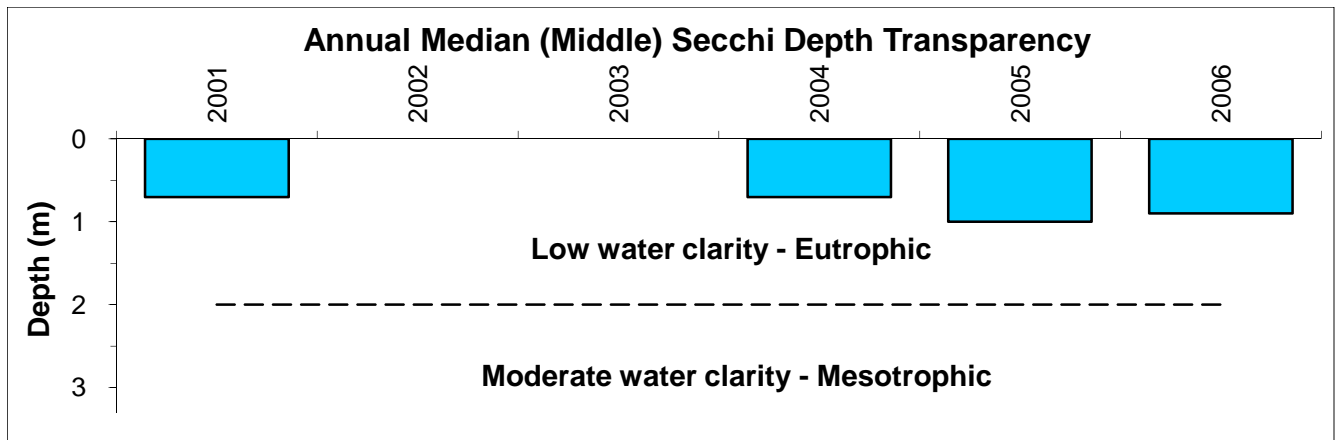 Annual Median (Middle) Secchi Depth Transparency
2001
2002
2003
2004
2005
2006
Depth (m)
0
1
2
3
Low water clarity - Eutrophic
Moderate water clarity - Mesotrophic